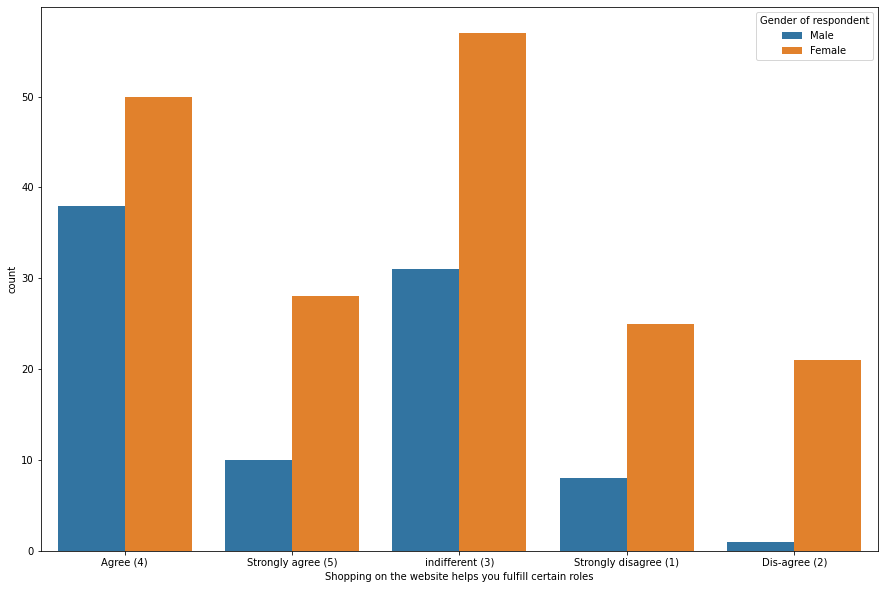 Gender of respondent
Male
Female
count
50
40
30
20
10
0
Agree (4)
Strongly agree (5)
indifferent (3)
Strongly disagree (1)
Dis-agree (2)
Shopping on the website helps you fulfill certain roles